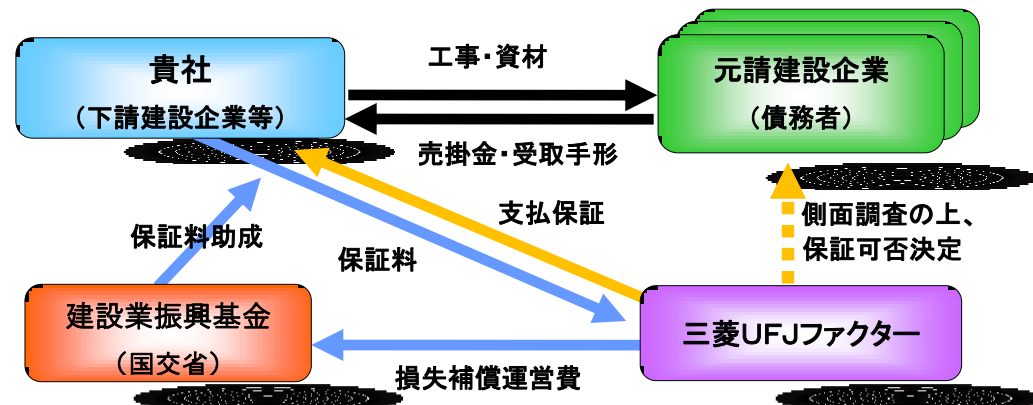 貴社
（下請建設企業等）
工事・資材
元請建設企業
（債務者）
売掛金・受取手形
支払保証
側面調査の上、
保証可否決定
保証料助成
保証料
建設業振興基金
（国交省）
三菱ＵＦＪファクター
損失補償運営費